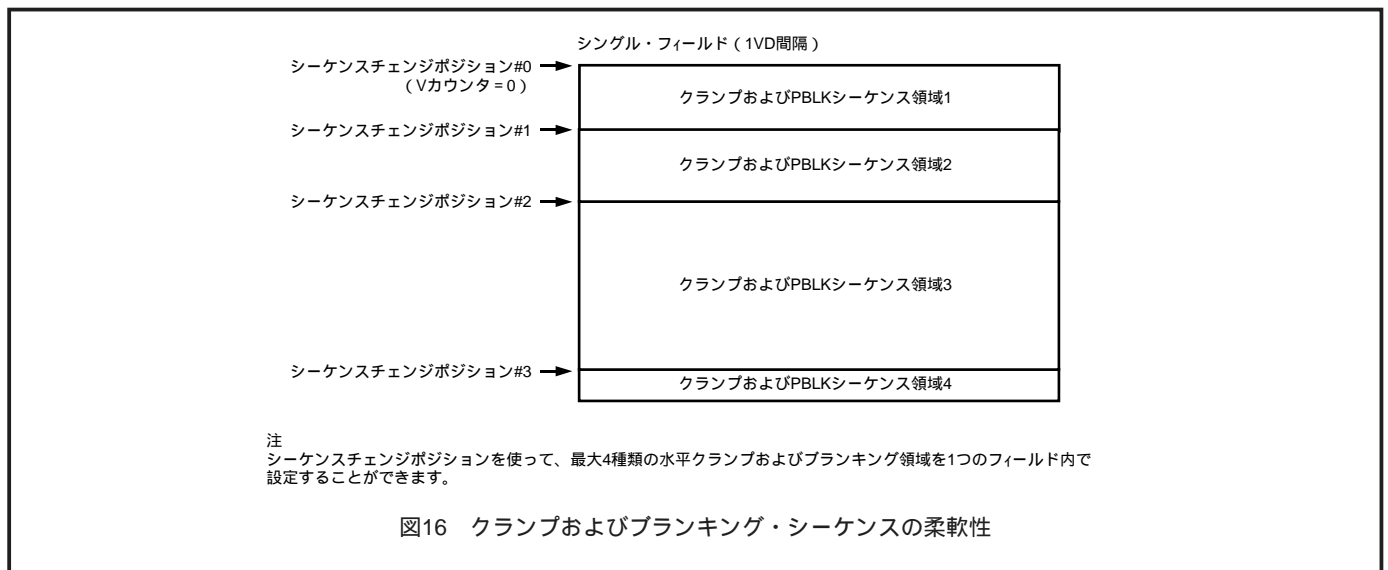 シングル・フィールド（1VD間隔）
シーケンスチェンジポジション#0
（Vカウンタ = 0）
クランプおよびPBLKシーケンス領域1
シーケンスチェンジポジション#1
クランプおよびPBLKシーケンス領域2
シーケンスチェンジポジション#2
クランプおよびPBLKシーケンス領域3
シーケンスチェンジポジション#3
クランプおよびPBLKシーケンス領域4
注
シーケンスチェンジポジションを使って、最大4種類の水平クランプおよびブランキング領域を1つのフィールド内で
設定することができます。
図16　クランプおよびブランキング・シーケンスの柔軟性